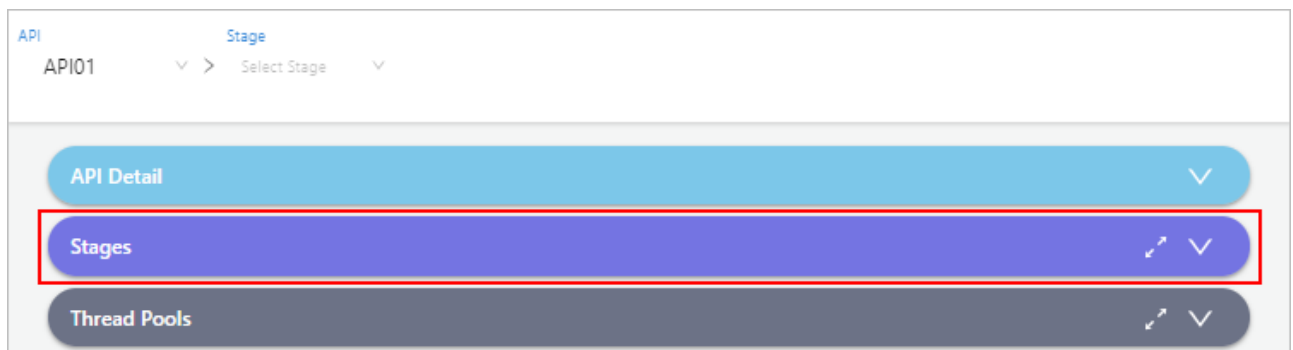 API Stage
API01 > Select Stage
API Detail
Stages
Thread Pools